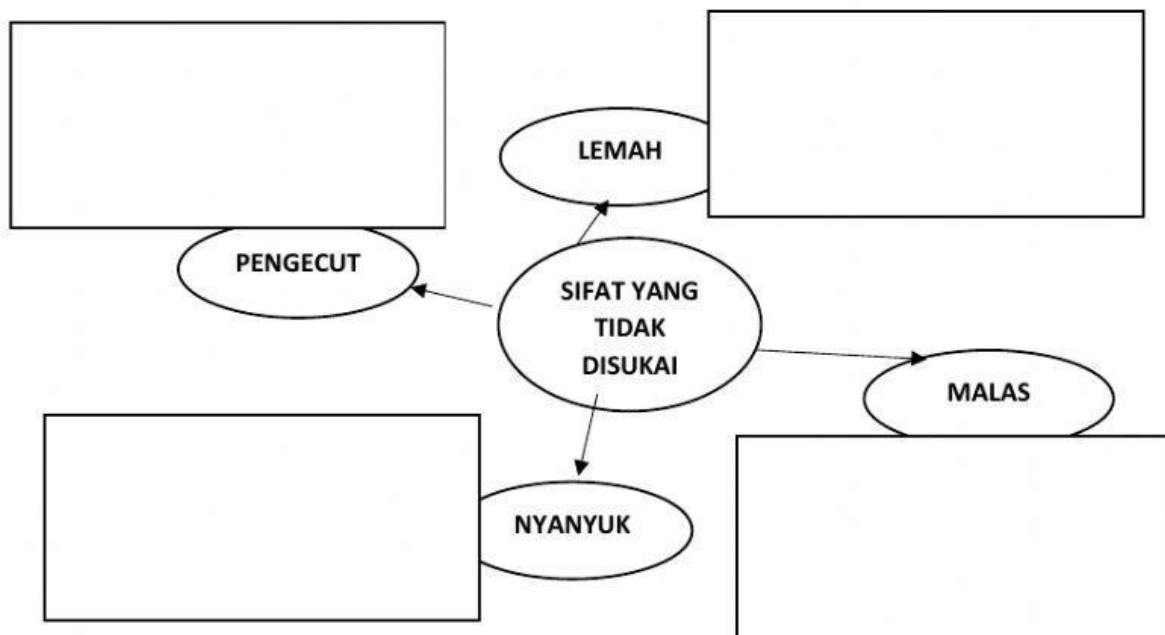 LEMAH
PENGECUT
SIFAT YANG
TIDAK
DISUKAI
MALAS
NYANYUK